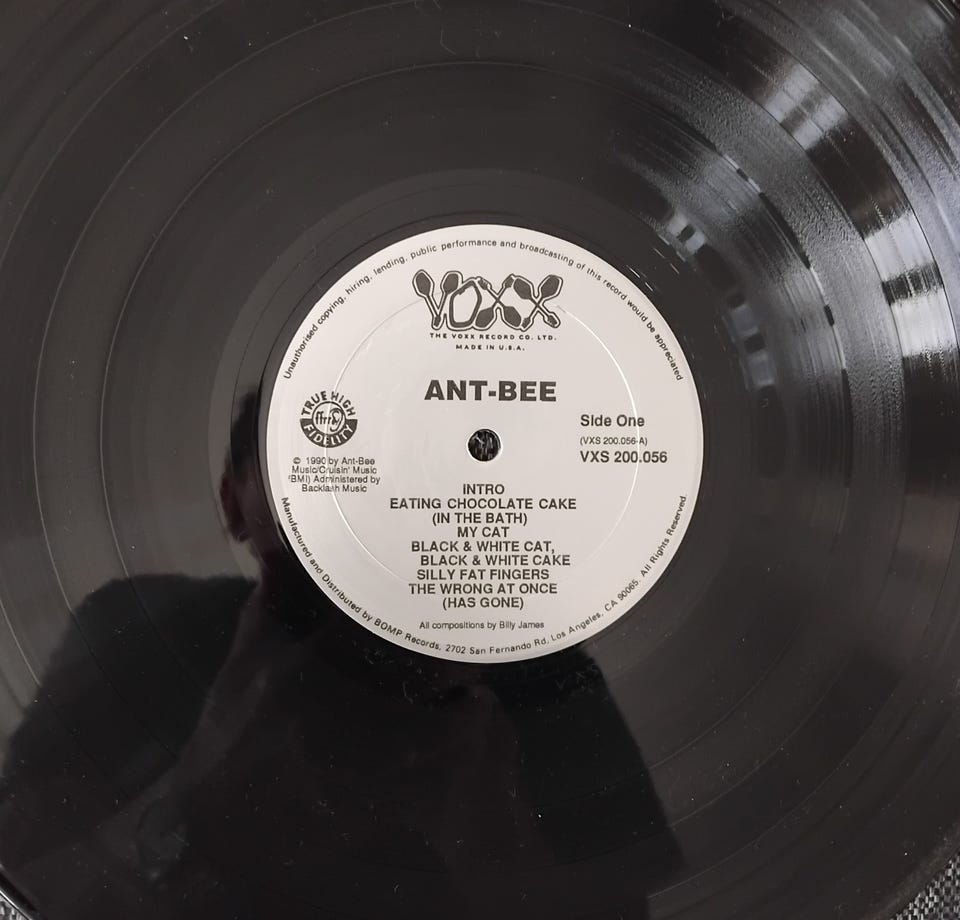 Unauthorised copying, hiring, lending, public performance and broadcasting of this record would be appreciated
VOXX
THE VOXX RECORD CO. LTD.
MADE IN U.S.A.
ANT-BEE
TRUE HIGH
FIDELITY
Side One
(VXS 200.056-A)
VXS 200.056
© 1990 by Ant-Bee
Music/Cruisin' Music
(BMI) Administered by
Backlash Music
INTRO
EATING CHOCOLATE CAKE
(IN THE BATH)
MY CAT
BLACK & WHITE CAT,
BLACK & WHITE CAKE
SILLY FAT FINGERS
THE WRONG AT ONCE
(HAS GONE)
All compositions by Billy James
Manufactured and Distributed by BOMP Records, 2702 San Fernando Rd. Los Angeles, CA 90065. All Rights Reserved.